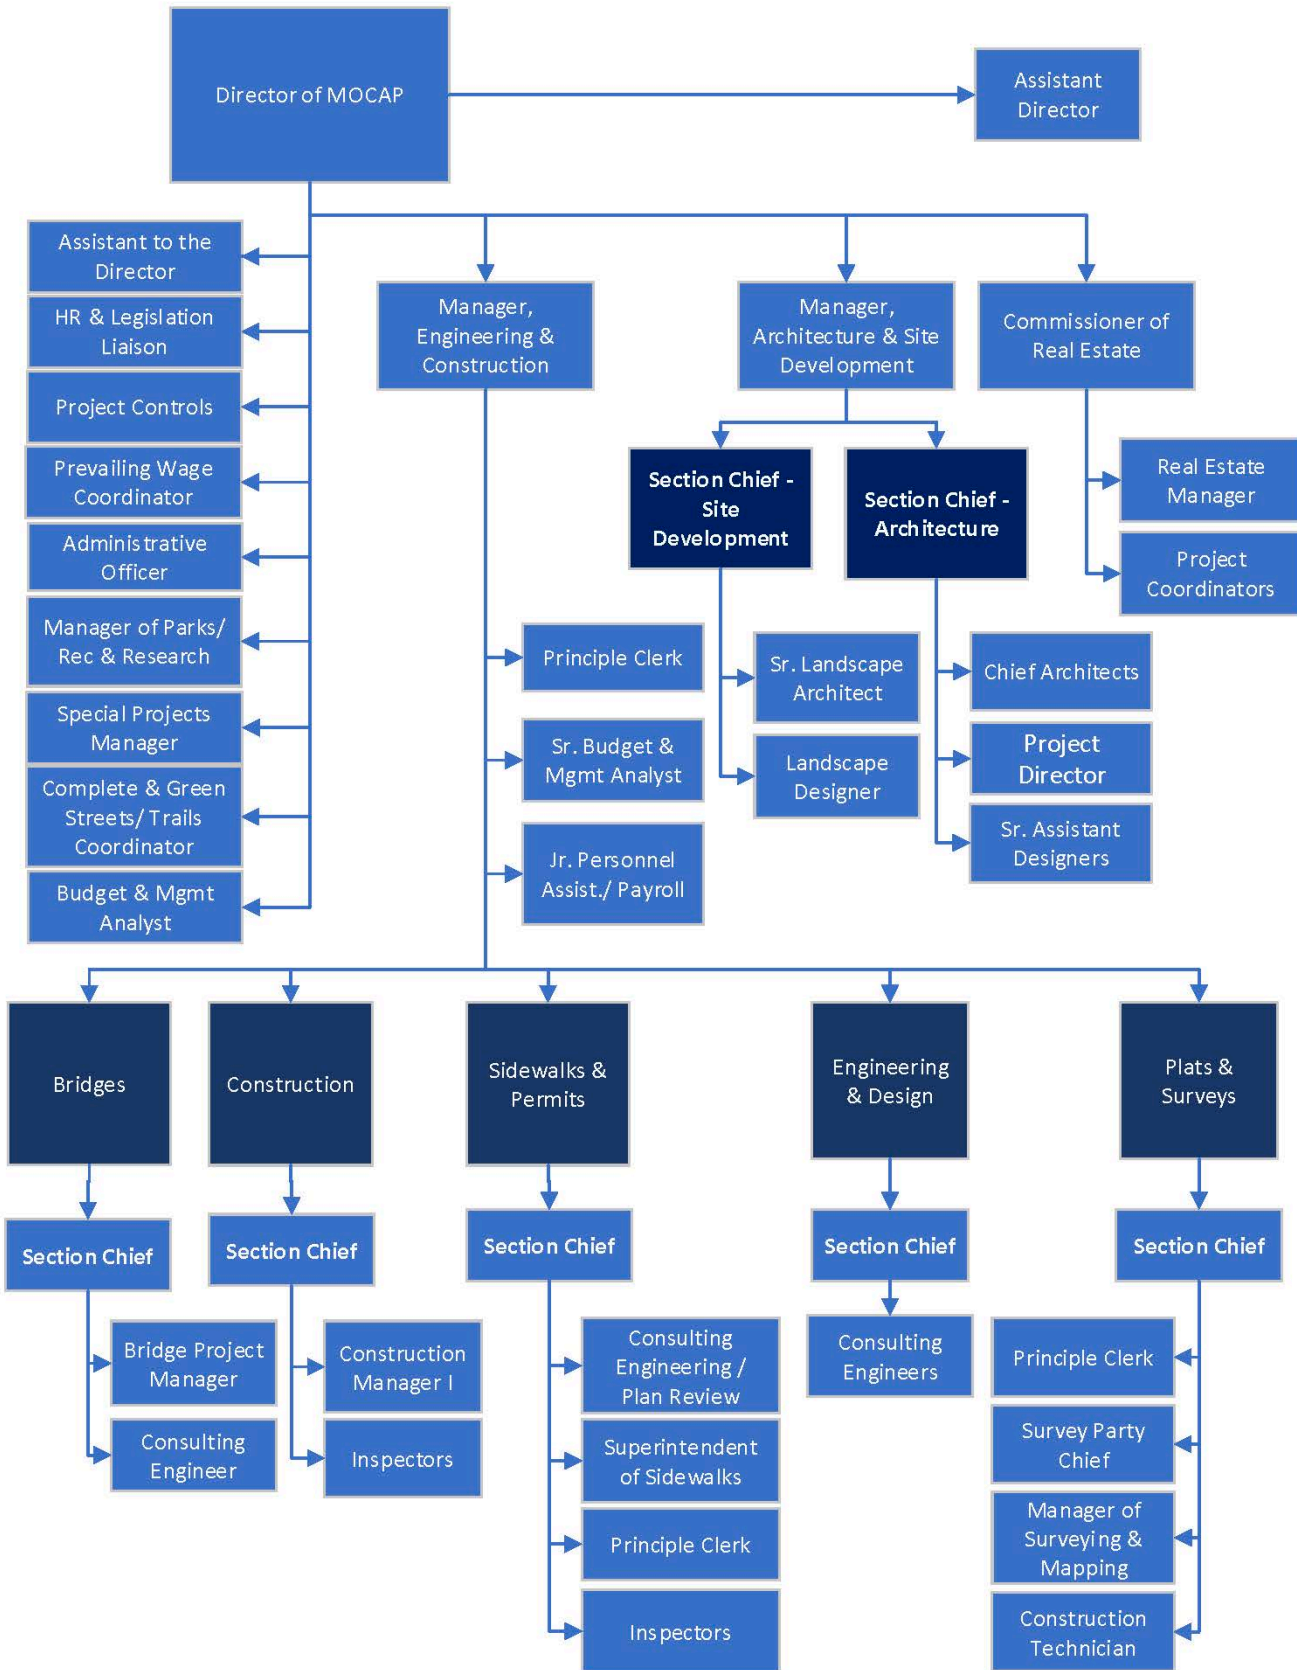 Director of MOCAP
Assistant
Director
Assistant to the
Director
HR & Legislation
Liaison
Project Controls
Prevailing Wage
Coordinator
Administrative
Officer
Manager of Parks/
Rec & Research
Special Projects
Manager
Complete & Green
Streets/ Trails
Coordinator
Budget & Mgmt
Analyst
Manager,
Engineering &
Construction
Manager,
Architecture & Site
Development
Commissioner of
Real Estate
Section Chief -
Site
Development
Section Chief -
Architecture
Real Estate
Manager
Project
Coordinators
Principle Clerk
Sr. Budget &
Mgmt Analyst
Jr. Personnel
Assist./ Payroll
Sr. Landscape
Architect
Landscape
Designer
Chief Architects
Project
Director
Sr. Assistant
Designers
Bridges
Construction
Sidewalks &
Permits
Engineering
& Design
Plats &
Surveys
Section Chief
Section Chief
Section Chief
Section Chief
Section Chief
Bridge Project
Manager
Consulting
Engineer
Construction
Manager I
Inspectors
Consulting
Engineering /
Plan Review
Superintendent
of Sidewalks
Principle Clerk
Inspectors
Consulting
Engineers
Principle Clerk
Survey Party
Chief
Manager of
Surveying &
Mapping
Construction
Technician